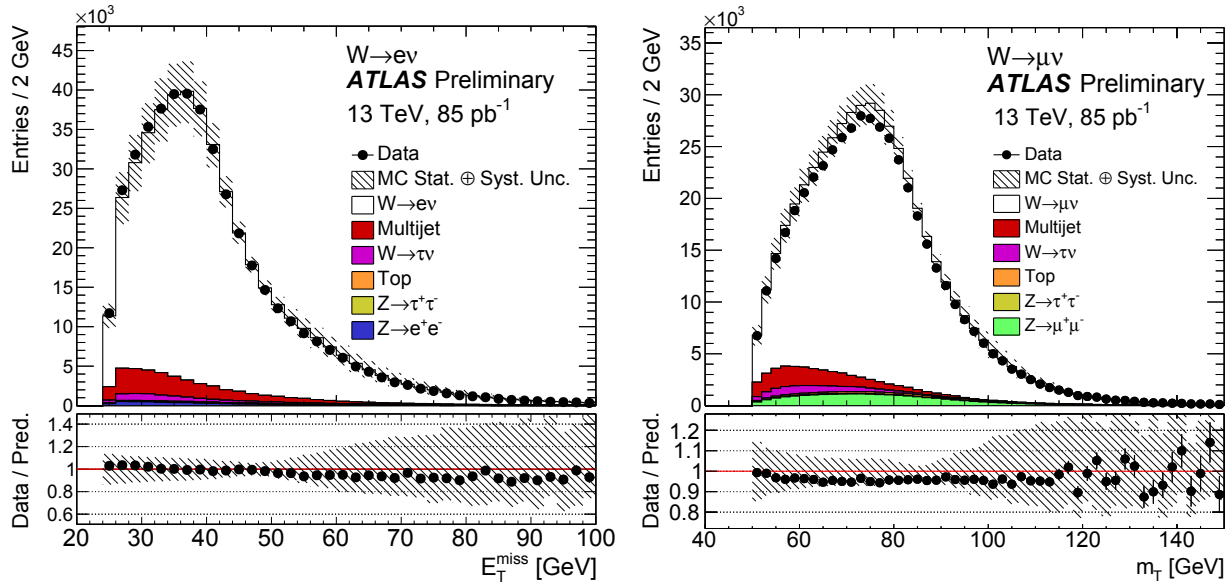 ×10³
Entries / 2 GeV
45
40
35
30
25
20
15
10
5
0
W→eν
ATLAS Preliminary
13 TeV, 85 pb⁻¹
Data
MC Stat. ⊕ Syst. Unc.
W→eν
Multijet
W→τν
Top
Z→τ⁺τ⁻
Z→e⁺e⁻
Data / Pred.
1.4
1.2
1
0.8
0.6
20 30 40 50 60 70 80 90 100
E_T^miss [GeV]
×10³
Entries / 2 GeV
35
30
25
20
15
10
5
0
W→μν
ATLAS Preliminary
13 TeV, 85 pb⁻¹
Data
MC Stat. ⊕ Syst. Unc.
W→μν
Multijet
W→τν
Top
Z→τ⁺τ⁻
Z→μ⁺μ⁻
Data / Pred.
1.2
1.1
1
0.9
0.8
40 60 80 100 120 140
m_T [GeV]